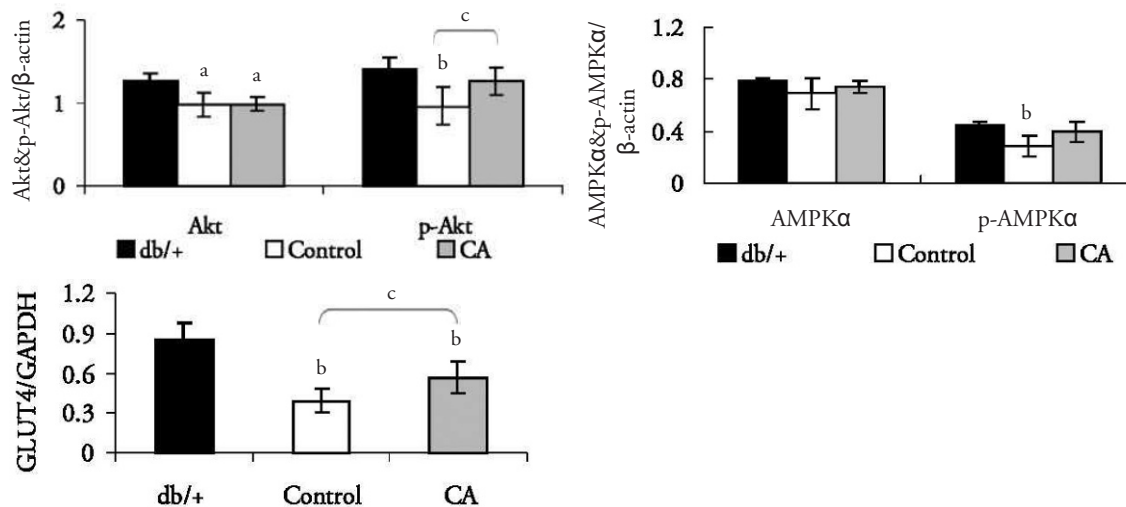 Akt&p-Akt/β-actin
2
1
0
a
a
b
c
Akt
p-Akt
db/+
Control
CA
AMPKα&p-AMPKα/
β-actin
1.2
0.8
0.4
0
b
AMPKα
p-AMPKα
db/+
Control
CA
GLUT4/GAPDH
1.2
0.9
0.6
0.3
0
b
c
b
db/+
Control
CA